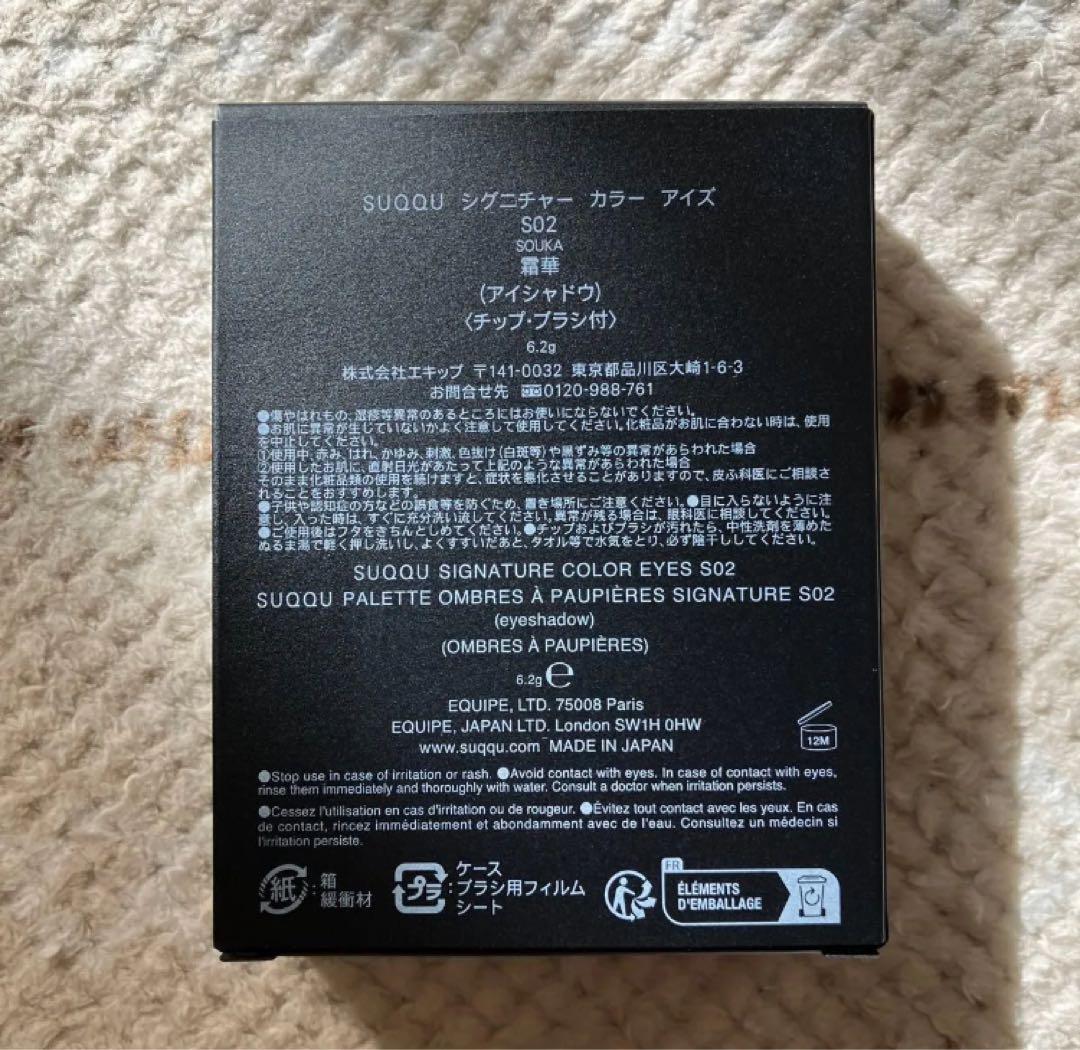 SUQQU シグニチャー カラー アイズ
S02
SOUKA
霜華
(アイシャドウ)
〈チップ・ブラシ付〉
6.2g
株式会社エキップ 〒141-0032 東京都品川区大崎1-6-3
お問合せ先 0120-988-761
●傷やはれもの、湿疹等異常のあるところにはお使いにならないでください。
●お肌に異常が生じていないかよく注意して使用してください。化粧品がお肌に合わない時は、使用
を中止してください。
①使用中、赤み、はれ、かゆみ、刺激、色抜け(白斑等)や黒ずみ等の異常があらわれた場合
②使用したお肌に、直射日光があたって上記のような異常があらわれた場合
そのまま化粧品類の使用を続けますと、症状を悪化させることがありますので、皮ふ科医にご相談さ
れることをおすすめします。
●子供や認知症の方などの誤食等を防ぐため、置き場所にご注意ください。●目に入らないように注
意し、入った時は、すぐに充分洗い流してください。異常が残る場合は、眼科医に相談してください。
●ご使用後はフタをきちんとしめてください。●チップおよびブラシが汚れたら、中性洗剤を薄めた
ぬるま湯で軽く押し洗いし、よくすすいだあと、タオル等で水気をとり、必ず陰干ししてください。
SUQQU SIGNATURE COLOR EYES S02
SUQQU PALETTE OMBRES À PAUPIÈRES SIGNATURE S02
(eyeshadow)
(OMBRES À PAUPIÈRES)
6.2g ℮
EQUIPE, LTD. 75008 Paris
EQUIPE, JAPAN LTD. London SW1H 0HW
www.suqqu.com MADE IN JAPAN
12M
●Stop use in case of irritation or rash. ●Avoid contact with eyes. In case of contact with eyes,
rinse them immediately and thoroughly with water. Consult a doctor when irritation persists.
●Cessez l'utilisation en cas d'irritation ou de rougeur. ●Évitez tout contact avec les yeux. En cas
de contact, rincez immédiatement et abondamment avec de l'eau. Consultez un médecin si
l'irritation persiste.
紙 : 箱
緩衝材
プラ : ケース
ブラシ用フィルム
シート
FR
ÉLÉMENTS
D'EMBALLAGE